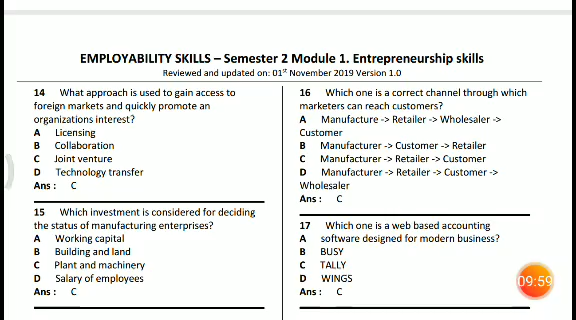 EMPLOYABILITY SKILLS – Semester 2 Module 1. Entrepreneurship skills
Reviewed and updated on: 01st November 2019 Version 1.0
14 What approach is used to gain access to
foreign markets and quickly promote an
organizations interest?
A Licensing
B Collaboration
C Joint venture
D Technology transfer
Ans : C
15 Which investment is considered for deciding
the status of manufacturing enterprises?
A Working capital
B Building and land
C Plant and machinery
D Salary of employees
Ans : C
16 Which one is a correct channel through which
marketers can reach customers?
A Manufacture -> Retailer -> Wholesaler ->
Customer
B Manufacturer -> Customer -> Retailer
C Manufacturer -> Retailer -> Customer
D Manufacturer -> Retailer -> Customer ->
Wholesaler
Ans : C
17 Which one is a web based accounting
A software designed for modern business?
B BUSY
C TALLY
D WINGS
Ans : C
09:59